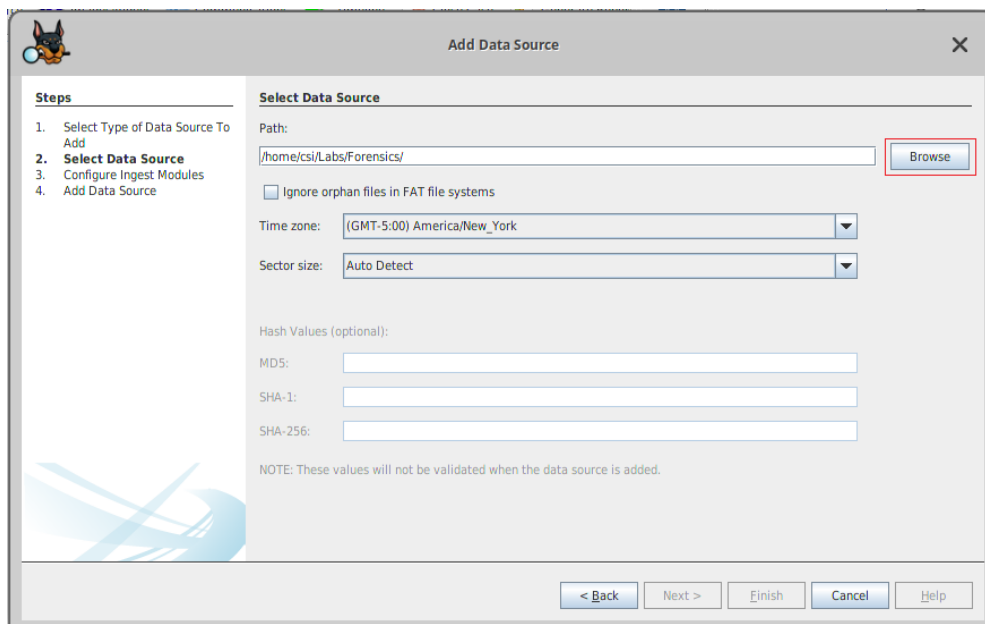 Add Data Source
Steps
1. Select Type of Data Source To
Add
2. Select Data Source
3. Configure Ingest Modules
4. Add Data Source
Select Data Source
Path:
/home/csi/Labs/Forensics/
Browse
Ignore orphan files in FAT file systems
Time zone:
(GMT-5:00) America/New_York
Sector size:
Auto Detect
Hash Values (optional):
MD5:
SHA-1:
SHA-256:
NOTE: These values will not be validated when the data source is added.
< Back
Next >
Finish
Cancel
Help